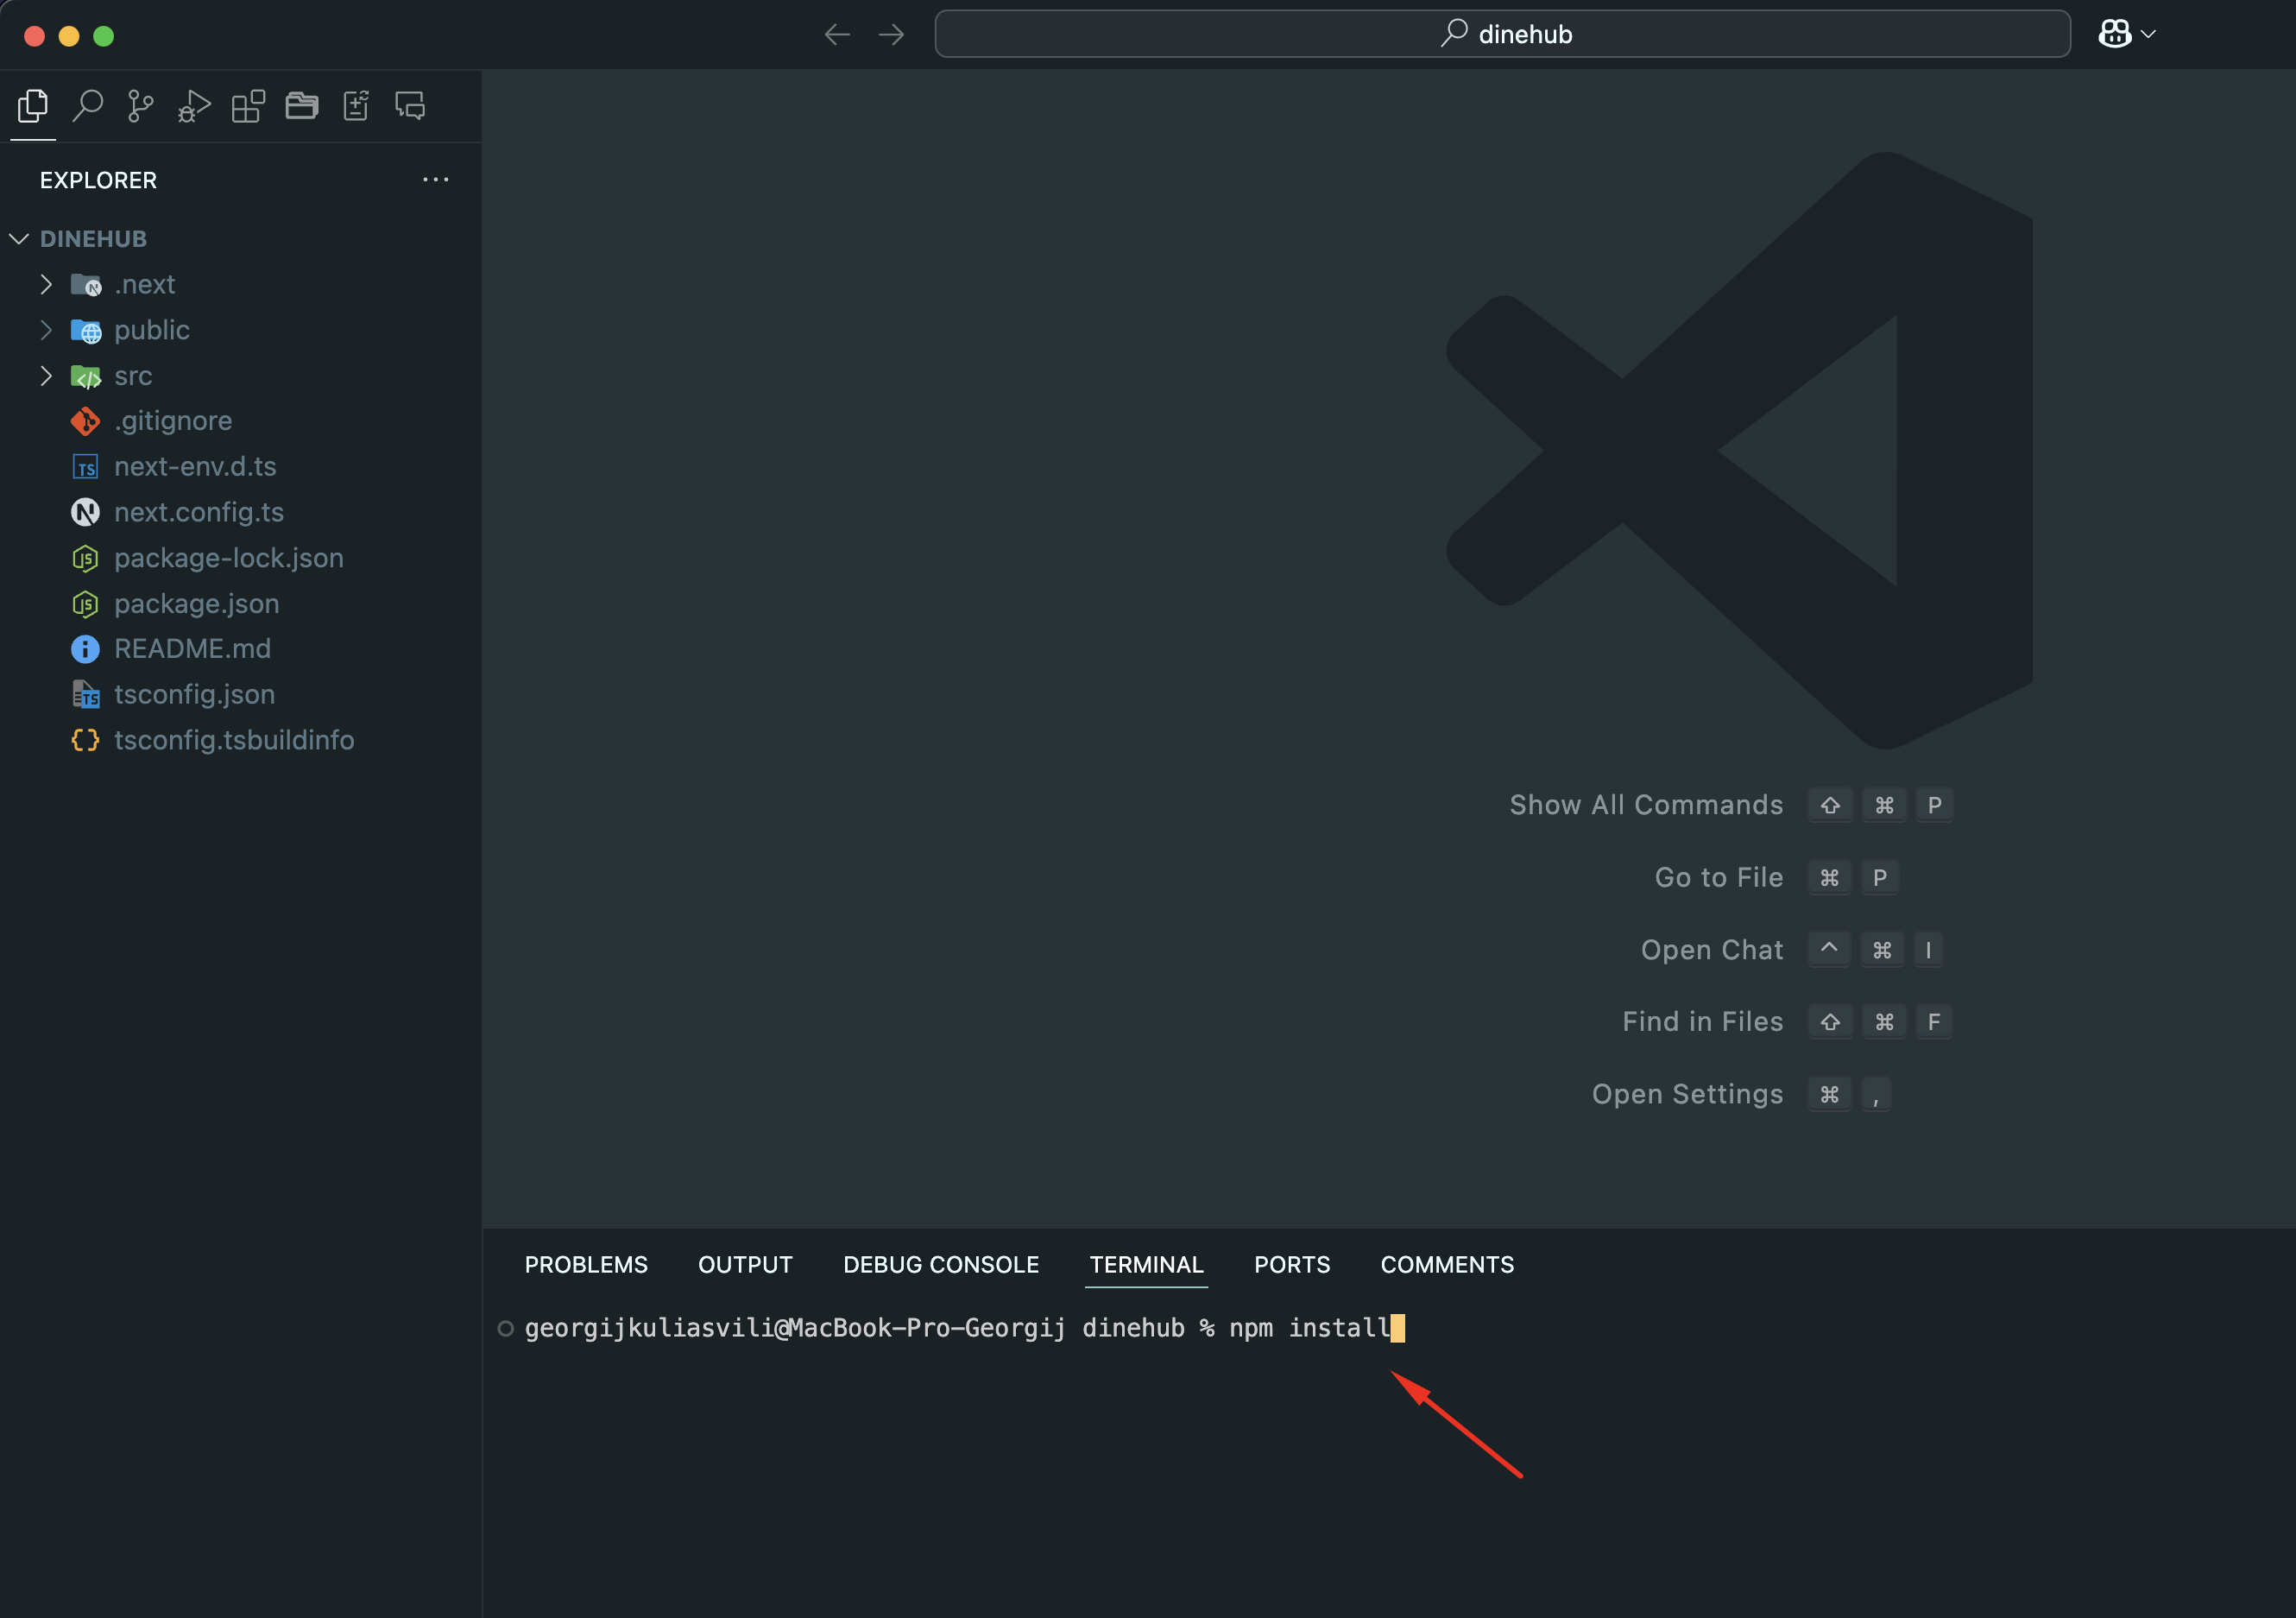 dinehub
EXPLORER
DINEHUB
.next
public
src
.gitignore
next-env.d.ts
next.config.ts
package-lock.json
package.json
README.md
tsconfig.json
tsconfig.tsbuildinfo
Show All Commands ⇧ ⌘ P
Go to File ⌘ P
Open Chat ^ ⌘ I
Find in Files ⇧ ⌘ F
Open Settings ⌘ ,
PROBLEMS OUTPUT DEBUG CONSOLE TERMINAL PORTS COMMENTS
georgijkuliasvili@MacBook-Pro-Georgij dinehub % npm install